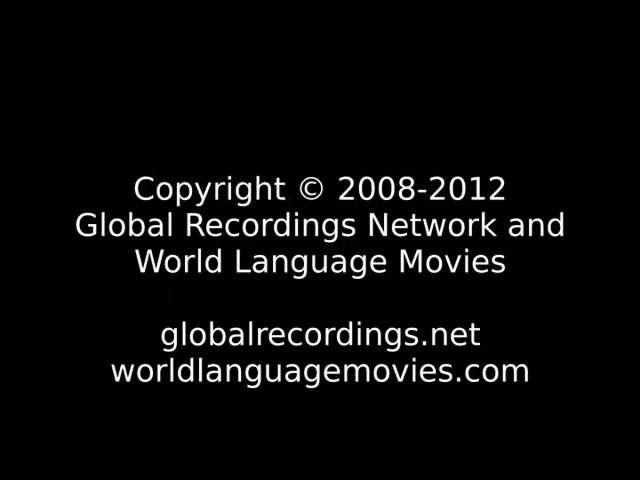 Copyright © 2008-2012
Global Recordings Network and
World Language Movies
globalrecordings.net
worldlanguagemovies.com